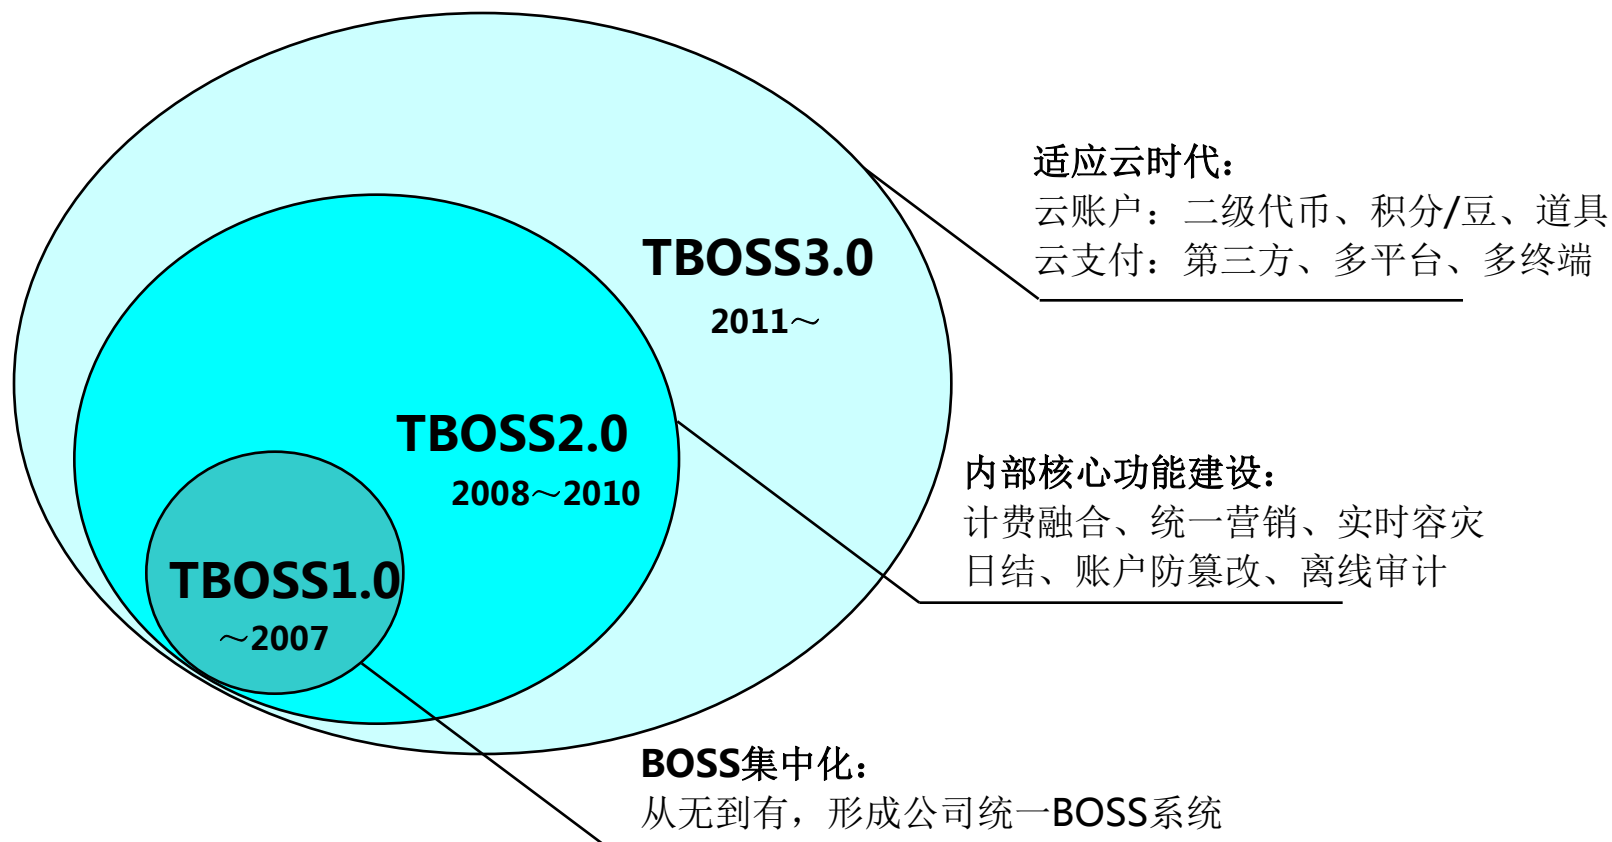 适应云时代：
云账户：二级代币、积分/豆、道具
云支付：第三方、多平台、多终端
TBOSS3.0
2011～
TBOSS2.0
2008～2010
内部核心功能建设：
计费融合、统一营销、实时容灾
日结、账户防篡改、离线审计
TBOSS1.0
～2007
BOSS集中化：
从无到有，形成公司统一BOSS系统